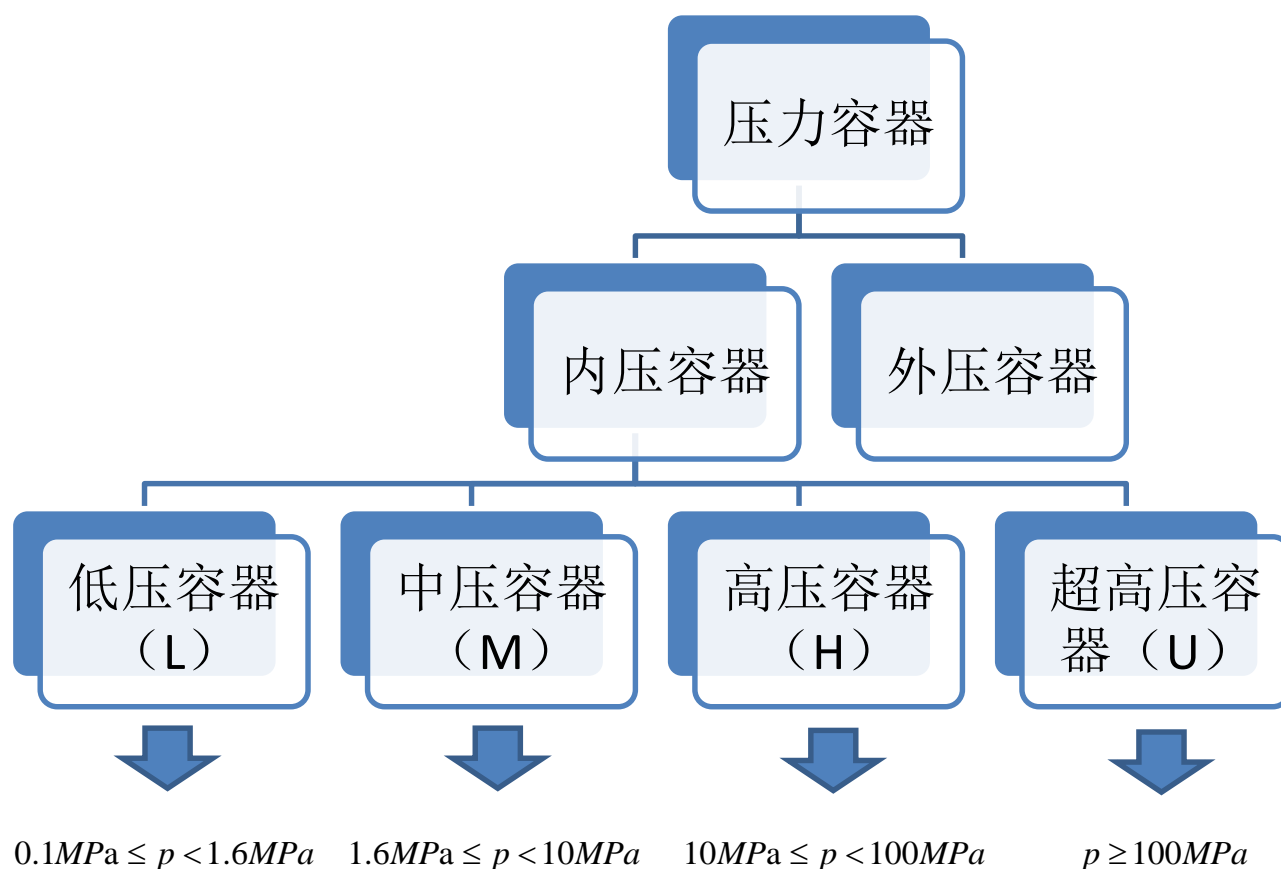 压力容器
内压容器
外压容器
低压容器
（L）
中压容器
（M）
高压容器
（H）
超高压容
器（U）
0.1MPa ≤ p <1.6MPa
1.6MPa ≤ p <10MPa
10MPa ≤ p <100MPa
p ≥100MPa